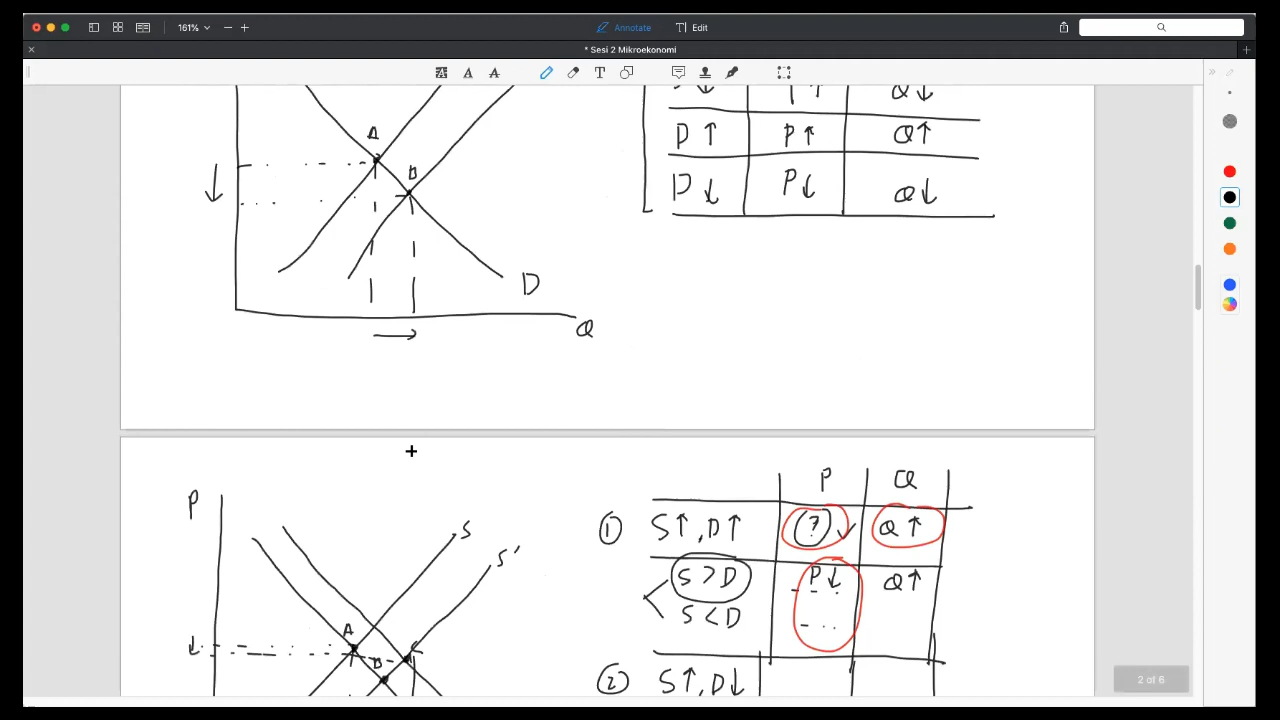 161%
Annotate
Edit
* Sesi 2 Mikroekonomi
T
Q↓
D↑ P↑ Q↑
D↓ P↓ Q↓
A
B
D
Q
P Q
P
S
S'
A
B
① S↑, D↑ ? ✓ Q↑
S > D P↓ Q↑
S < D
② S↑, D↓
2 of 6